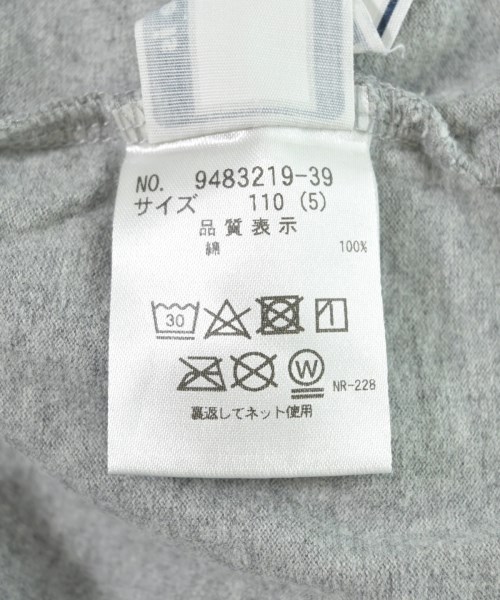 NO. 9483219-39
サイズ 110 (5)
品質表示
綿 100%
30
W
NR-228
裏返してネット使用